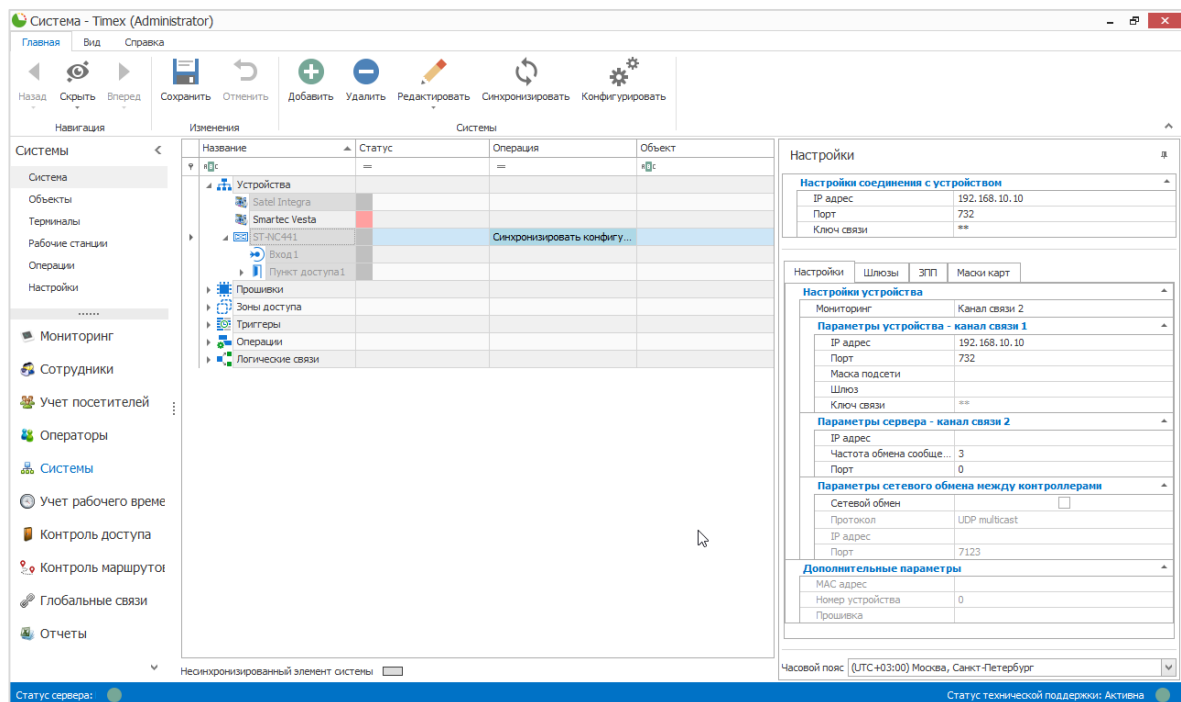 Система - Timex (Administrator)
Главная Вид Справка
Назад Скрыть Вперед Сохранить Отменить Добавить Удалить Редактировать Синхронизировать Конфигурировать
Навигация Изменения Системы
Системы
Система
Объекты
Терминалы
Рабочие станции
Операции
Настройки
Мониторинг
Сотрудники
Учет посетителей
Операторы
Системы
Учет рабочего време
Контроль доступа
Контроль маршрутов
Глобальные связи
Отчеты
Название Статус Операция Объект
= =
Устройства
Satel Integra
Smartec Vesta
ST-NC441 Синхронизировать конфигу...
Вход1
Пункт доступа1
Прошивки
Зоны доступа
Триггеры
Операции
Логические связи
Несинхронизированный элемент системы
Настройки
Настройки соединения с устройством
IP адрес 192.168.10.10
Порт 732
Ключ связи **
Настройки Шлюзы ЗПП Маски карт
Настройки устройства
Мониторинг Канал связи 2
Параметры устройства - канал связи 1
IP адрес 192.168.10.10
Порт 732
Маска подсети
Шлюз
Ключ связи **
Параметры сервера - канал связи 2
IP адрес
Частота обмена сообще... 3
Порт 0
Параметры сетевого обмена между контроллерами
Сетевой обмен
Протокол UDP multicast
IP адрес
Порт 7123
Дополнительные параметры
MAC адрес
Номер устройства 0
Прошивка
Часовой пояс (UTC+03:00) Москва, Санкт-Петербург
Статус сервера: Статус технической поддержки: Активна